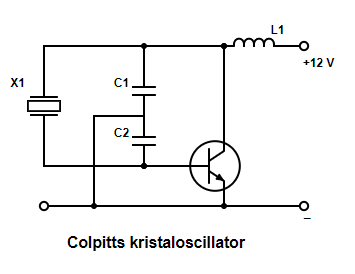 L1
+12 V
X1
C1
C2
–
Colpitts kristaloscillator